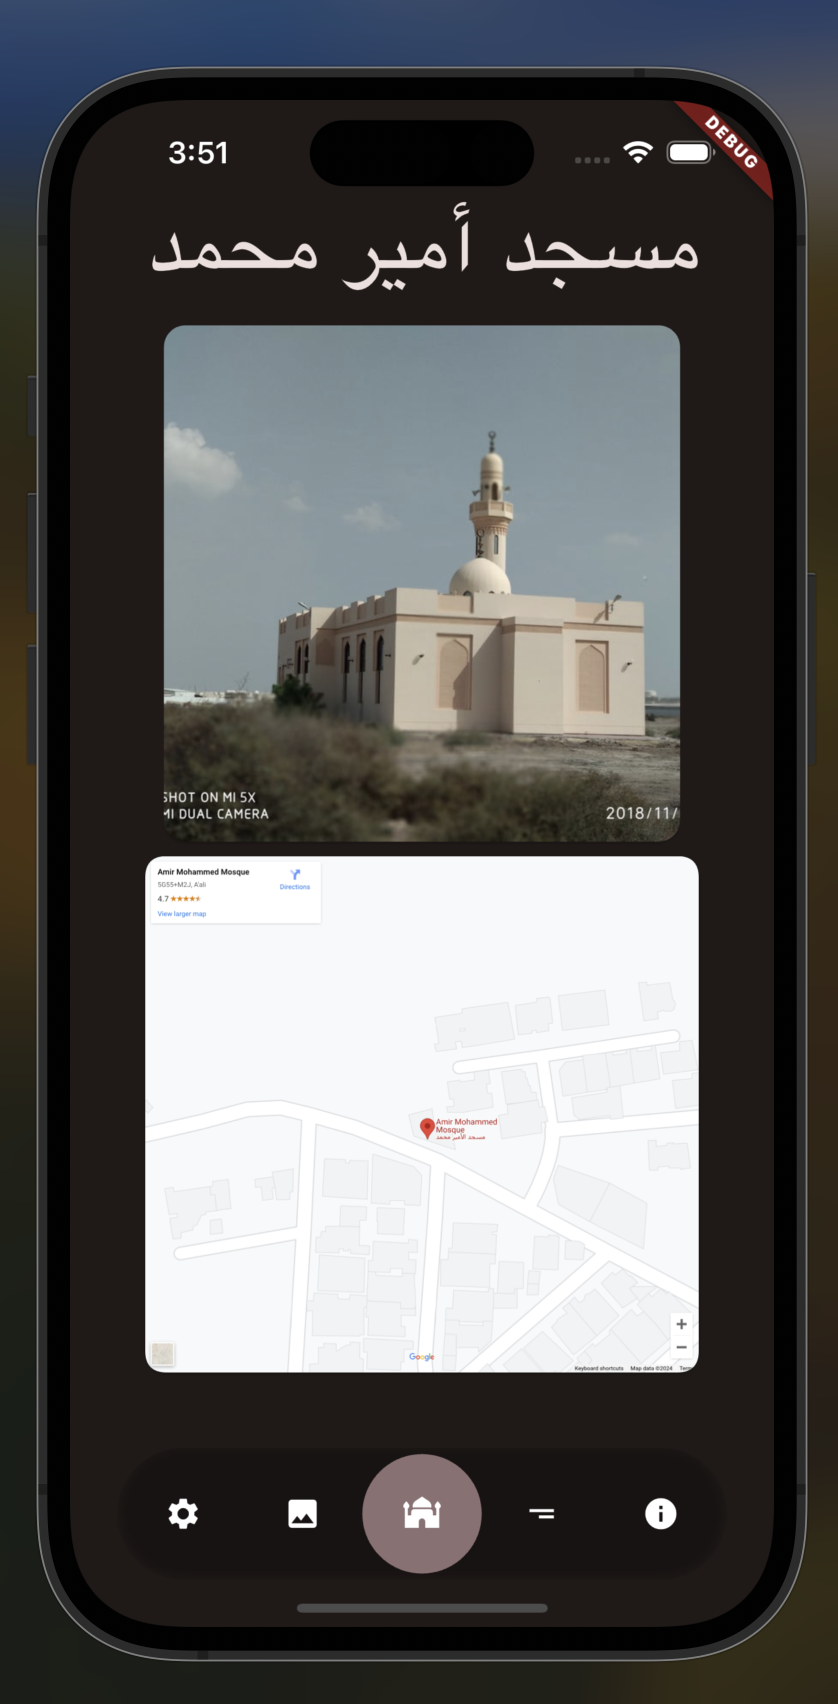 3:51
DEBUG
مسجد أمير محمد
SHOT ON MI 5X
MI DUAL CAMERA
2018/11/
Amir Mohammed Mosque
5G55+M2J, A'ali
Directions
4.7
View larger map
Amir Mohammed
Mosque
مسجد الأمير محمد
Google
Keyboard shortcuts Map data ©2024 Term